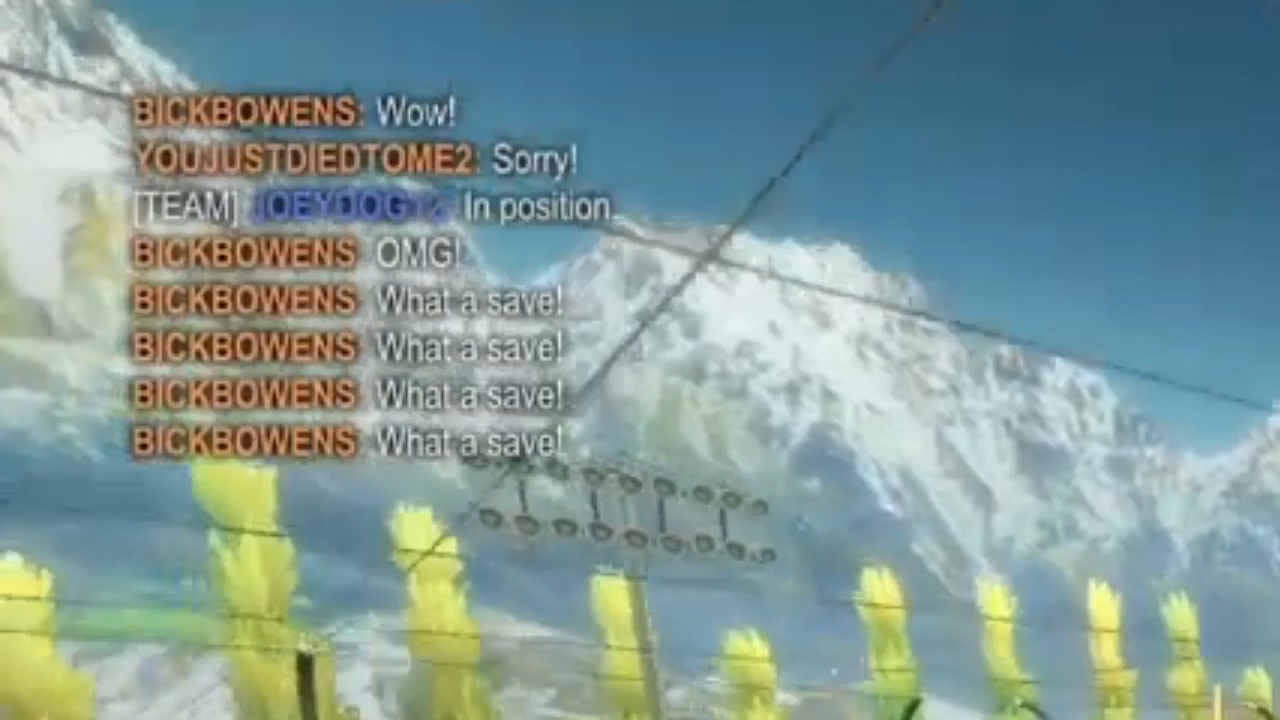 BICKBOWENS: Wow!
YOUJUSTDIEDTOME2: Sorry!
[TEAM] JOEYDOG12: In position.
BICKBOWENS: OMG!
BICKBOWENS: What a save!
BICKBOWENS: What a save!
BICKBOWENS: What a save!
BICKBOWENS: What a save!